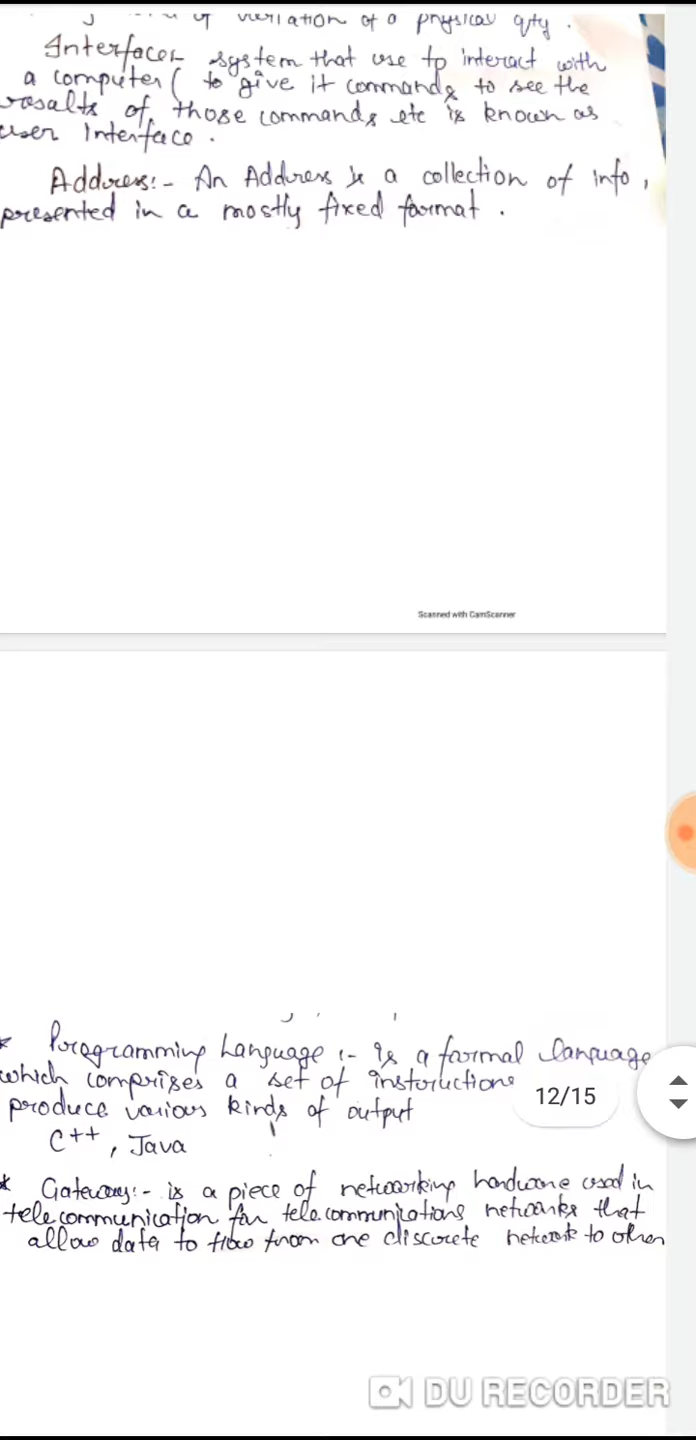 variation of a physical qty.
Interface:- system that use to interact with
a computer ( to give it commands to see the
rosalts of those commands etc is known as
user interface.
Address:- An Address is a collection of info,
presented in a mostly fixed format.
Scanned with CamScanner
* Programming Language :- is a formal language
which comprises a set of instructions
produce various kinds of output
12/15
C++, Java
* Gateway:- is a piece of networking hardware used in
telecommunication for telecommunications networks that
allow data to flow from one discrete network to other
DU RECORDER